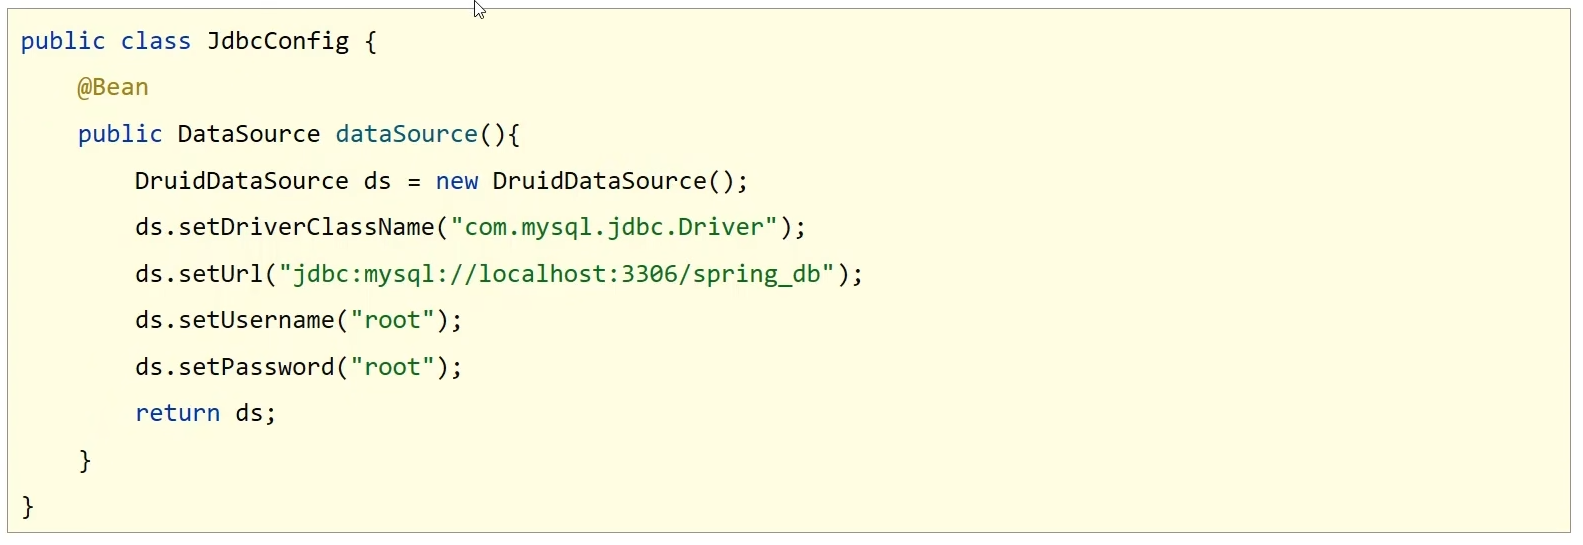 public class JdbcConfig {
    @Bean
    public DataSource dataSource(){
        DruidDataSource ds = new DruidDataSource();
        ds.setDriverClassName("com.mysql.jdbc.Driver");
        ds.setUrl("jdbc:mysql://localhost:3306/spring_db");
        ds.setUsername("root");
        ds.setPassword("root");
        return ds;
    }
}